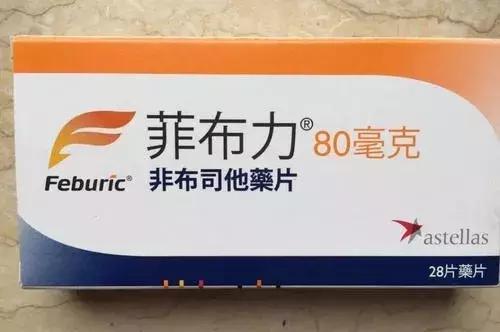 菲布力® 80毫克
Feburic®
非布司他藥片
astellas
28片藥片